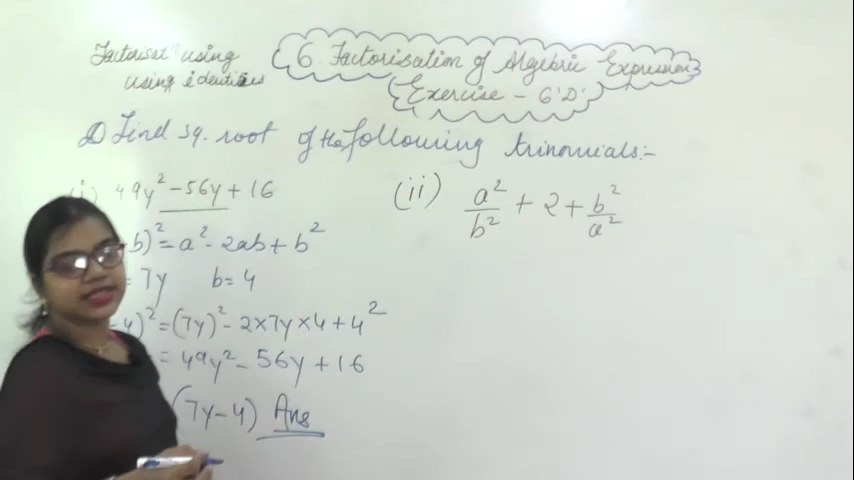 Factorisatⁿ using
using identities
6 Factorisation of Algebric Expressions
Exercise - 6'D'
Find sq. root of the following trinomials:-
(i) 49y² - 56y + 16
b)² = a² - 2ab + b²
= 7y b = 4
-4)² = (7y)² - 2×7y×4 + 4²
= 49y² - 56y + 16
(7y-4) Ans
(ii) a²/b² + 2 + b²/a²